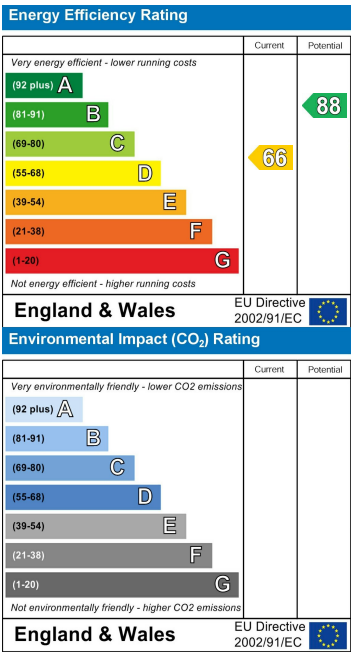 Energy Efficiency Rating
Current Potential
Very energy efficient - lower running costs
(92 plus) A
(81-91) B
88
(69-80) C
66
(55-68) D
(39-54) E
(21-38) F
(1-20) G
Not energy efficient - higher running costs
England & Wales
EU Directive
2002/91/EC
Environmental Impact (CO₂) Rating
Current Potential
Very environmentally friendly - lower CO2 emissions
(92 plus) A
(81-91) B
(69-80) C
(55-68) D
(39-54) E
(21-38) F
(1-20) G
Not environmentally friendly - higher CO2 emissions
England & Wales
EU Directive
2002/91/EC